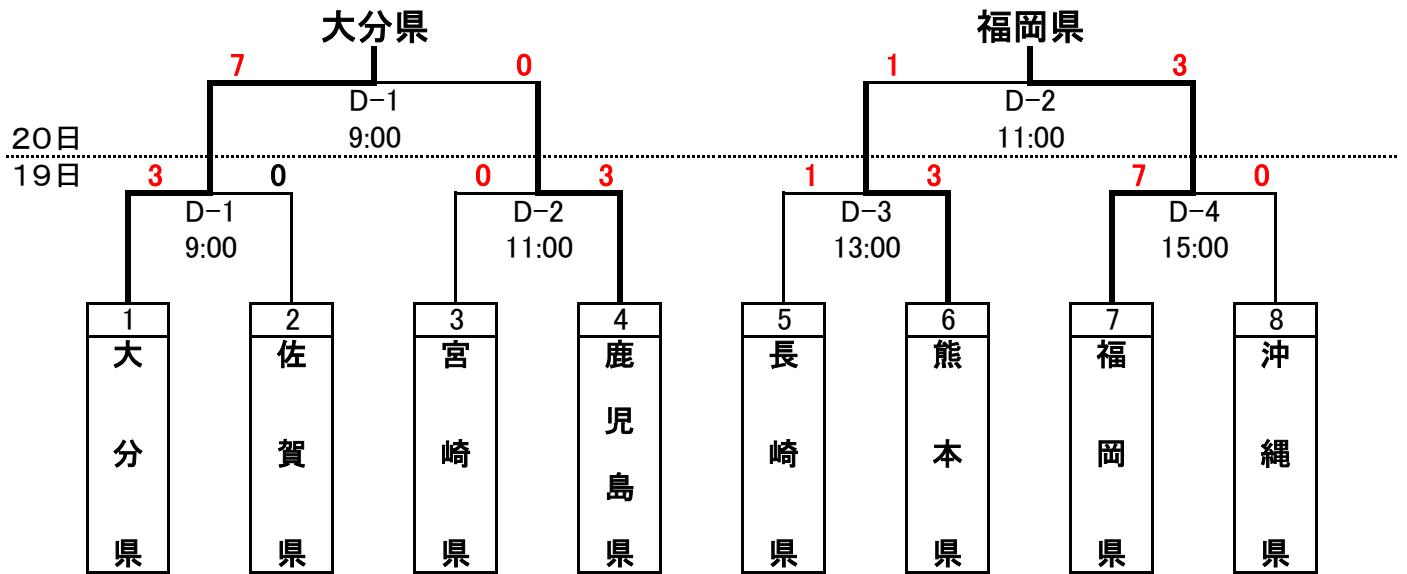 大分県 福岡県
7 0 1 3
D-1 D-2
20日 9:00 11:00
19日 3 0 0 3 1 3 7 0
D-1 D-2 D-3 D-4
9:00 11:00 13:00 15:00
1 2 3 4 5 6 7 8
大分県 佐賀県 宮崎県 鹿児島県 長崎県 熊本県 福岡県 沖縄県